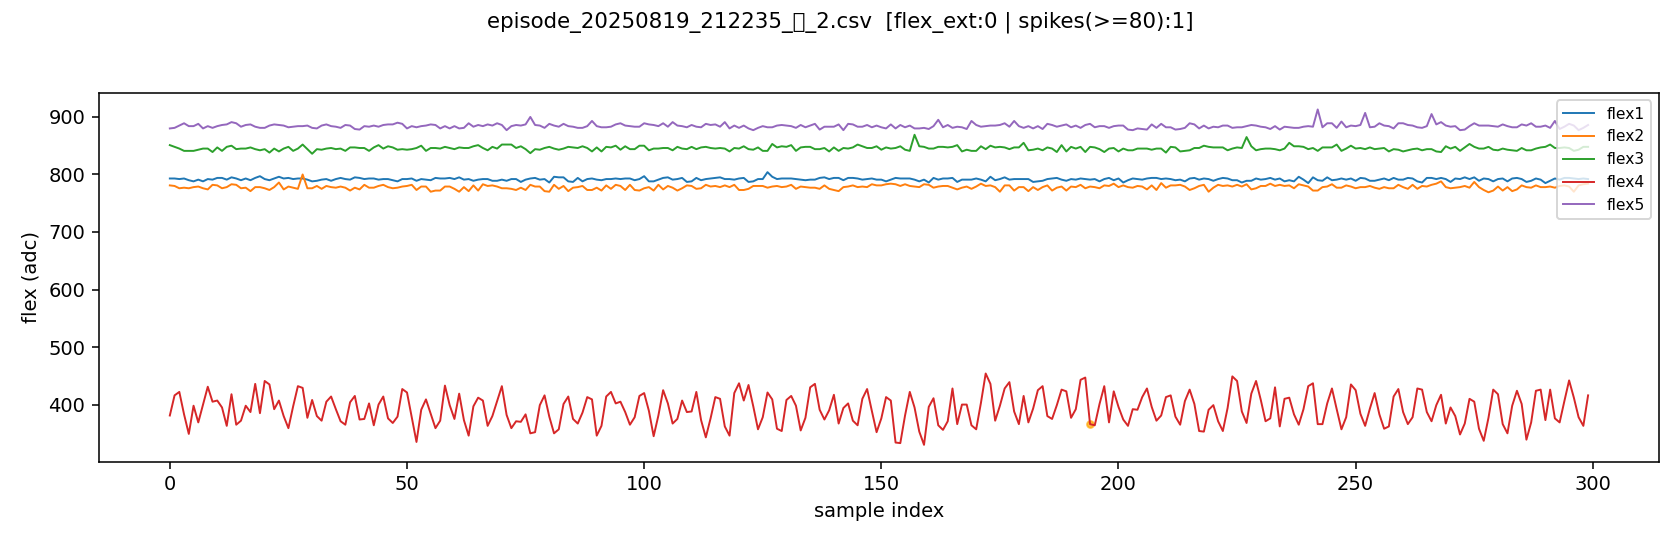 episode_20250819_212235_▯_2.csv [flex_ext:0 | spikes(>=80):1]
flex (adc)
900
800
700
600
500
400
0
50
100
150
200
250
300
sample index
flex1
flex2
flex3
flex4
flex5